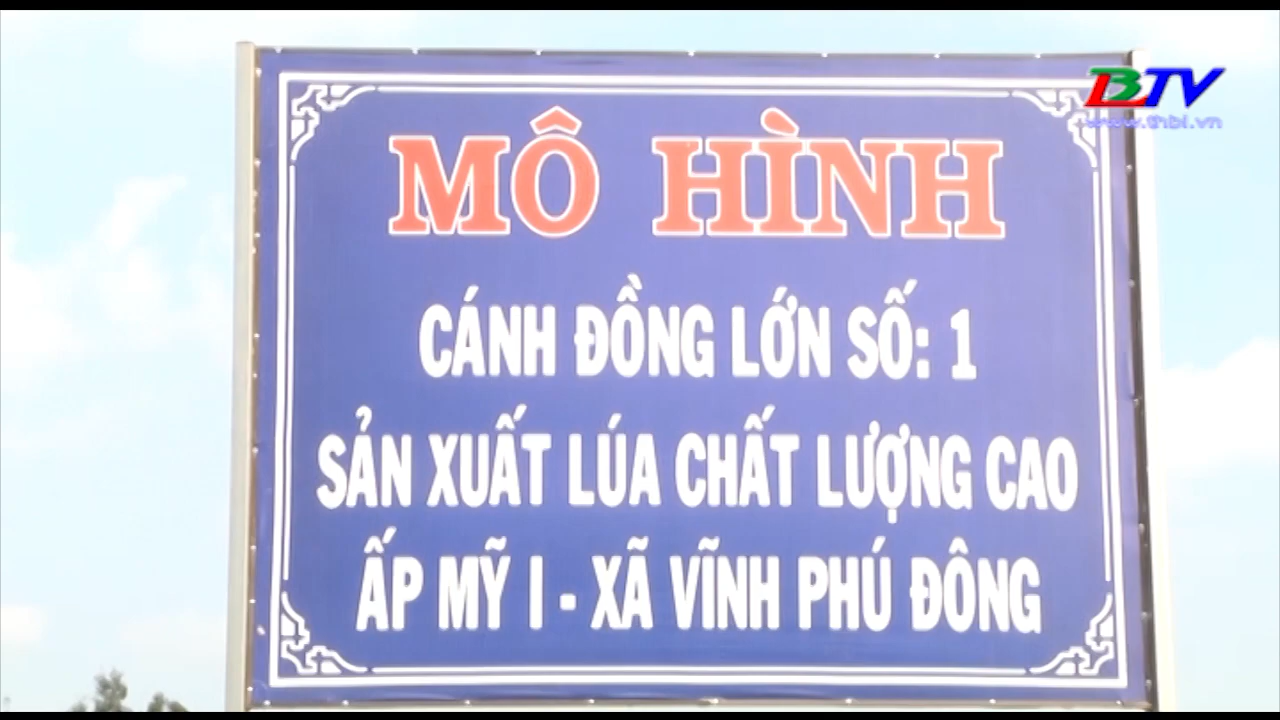 BTV
www.thbl.vn
MÔ HÌNH
CÁNH ĐỒNG LỚN SỐ: 1
SẢN XUẤT LÚA CHẤT LƯỢNG CAO
ẤP MỸ I - XÃ VĨNH PHÚ ĐÔNG